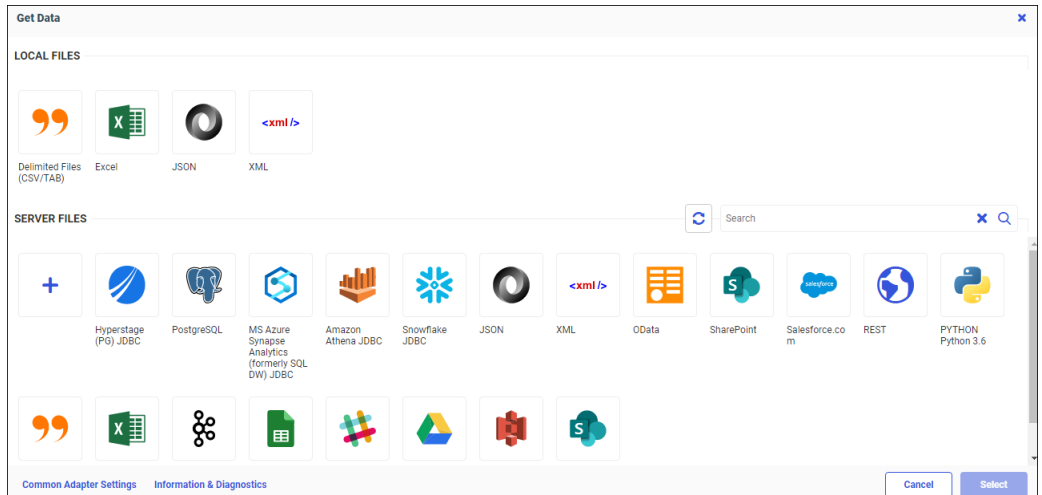 Get Data
LOCAL FILES
<xml />
Delimited Files
(CSV/TAB)
Excel
JSON
XML
SERVER FILES
Search
<xml />
salesforce
Hyperstage
(PG) JDBC
PostgreSQL
MS Azure
Synapse
Analytics
(formerly SQL
DW) JDBC
Amazon
Athena JDBC
Snowflake
JDBC
JSON
XML
OData
SharePoint
Salesforce.co
m
REST
PYTHON
Python 3.6
Common Adapter Settings
Information & Diagnostics
Cancel
Select